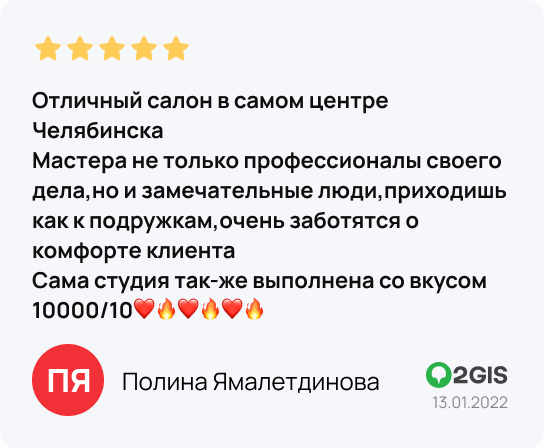 Отличный салон в самом центре
Челябинска
Мастера не только профессионалы своего
дела,но и замечательные люди,приходишь
как к подружкам,очень заботятся о
комфорте клиента
Сама студия так-же выполнена со вкусом
10000/10❤️🔥❤️🔥❤️🔥
ПЯ
Полина Ямалетдинова
2GIS
13.01.2022